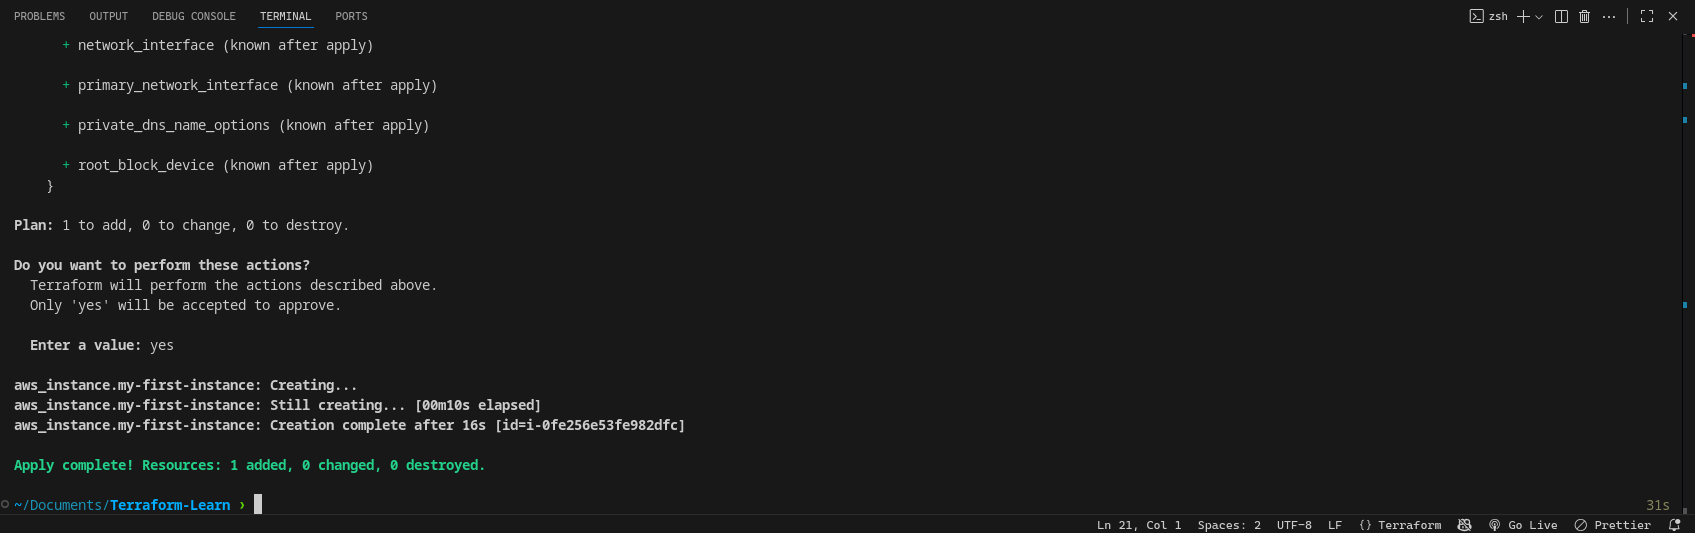 PROBLEMS OUTPUT DEBUG CONSOLE TERMINAL PORTS zsh
+ network_interface (known after apply)
+ primary_network_interface (known after apply)
+ private_dns_name_options (known after apply)
+ root_block_device (known after apply)
}
Plan: 1 to add, 0 to change, 0 to destroy.
Do you want to perform these actions?
Terraform will perform the actions described above.
Only 'yes' will be accepted to approve.
Enter a value: yes
aws_instance.my-first-instance: Creating...
aws_instance.my-first-instance: Still creating... [00m10s elapsed]
aws_instance.my-first-instance: Creation complete after 16s [id=i-0fe256e53fe982dfc]
Apply complete! Resources: 1 added, 0 changed, 0 destroyed.
~/Documents/Terraform-Learn › 31s
Ln 21, Col 1 Spaces: 2 UTF-8 LF {} Terraform Go Live Prettier